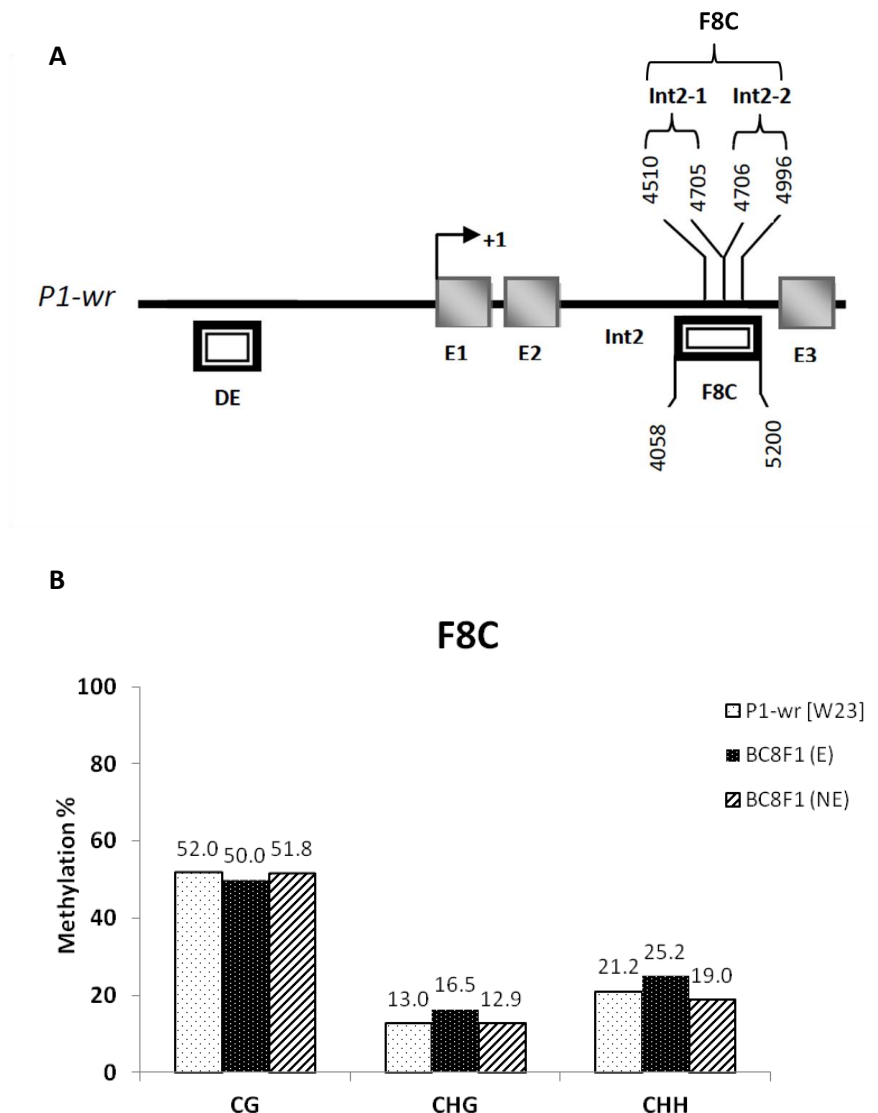 A
F8C
Int2-1 Int2-2
4510 4705 4706 4996
+1
P1-wr
E1 E2 Int2 E3
DE F8C
4058 5200
B
F8C
Methylation %
100
80
60
40
20
0
52.0 50.0 51.8
13.0 16.5 12.9
21.2 25.2 19.0
CG CHG CHH
P1-wr [W23]
BC8F1 (E)
BC8F1 (NE)